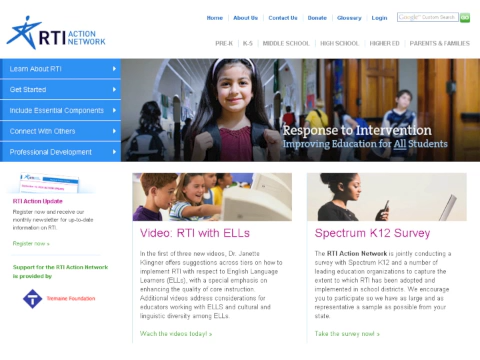 Home About Us Contact Us Donate Glossary Login Google Custom Search GO
RTI ACTION
NETWORK
PRE-K K-5 MIDDLE SCHOOL HIGH SCHOOL HIGHER ED PARENTS & FAMILIES
Learn About RTI
Get Started
Include Essential Components
Connect With Others
Professional Development
Response to Intervention
Improving Education for All Students
RTI Action Update
Register now and receive our
monthly newsletter for up-to-date
information on RTI.
Register now »
Support for the RTI Action Network
is provided by
Tremaine Foundation
Video: RTI with ELLs
In the first of three new videos, Dr. Janette
Klingner offers suggestions across tiers on how to
implement RTI with respect to English Language
Learners (ELLs), with a special emphasis on
enhancing the quality of core instruction.
Additional videos address considerations for
educators working with ELLS and cultural and
linguistic diversity among ELLs.
Wach the videos today! »
Spectrum K12 Survey
The RTI Action Network is jointly conducting a
survey with Spectrum K12 and a number of
leading education organizations to capture the
extent to which RTI has been adopted and
implemented in school districts. We encourage
you to participate so we have as large and as
representative a sample as possible from your
state.
Take the survey now! »